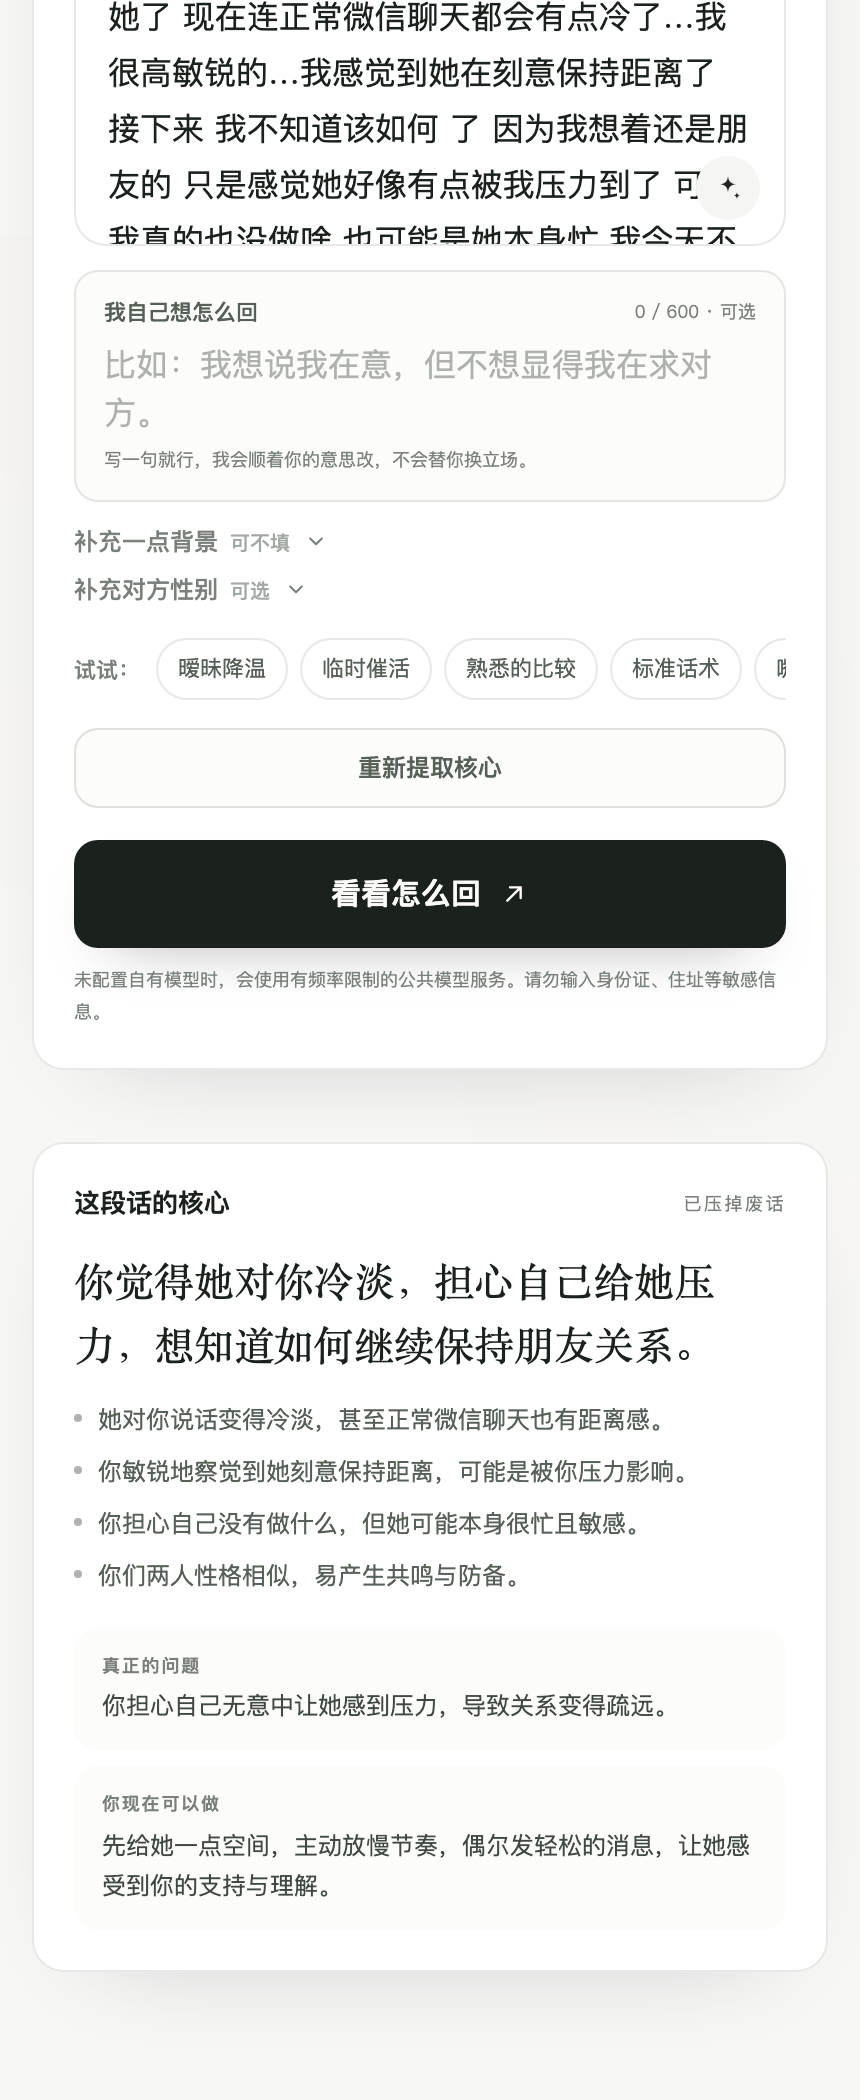 她了 现在连正常微信聊天都会有点冷了…我
很高敏锐的…我感觉到她在刻意保持距离了
接下来 我不知道该如何 了 因为我想着还是朋
友的 只是感觉她好像有点被我压力到了 可
我真的也没做啥 也可能是她本身忙 我今天不
我自己想怎么回
0 / 600 · 可选
比如：我想说我在意，但不想显得我在求对
方。
写一句就行，我会顺着你的意思改，不会替你换立场。
补充一点背景 可不填
补充对方性别 可选
试试： 暧昧降温 临时催活 熟悉的比较 标准话术
重新提取核心
看看怎么回
未配置自有模型时，会使用有频率限制的公共模型服务。请勿输入身份证、住址等敏感信
息。
这段话的核心
已压掉废话
你觉得她对你冷淡，担心自己给她压
力，想知道如何继续保持朋友关系。
她对你说话变得冷淡，甚至正常微信聊天也有距离感。
你敏锐地察觉到她刻意保持距离，可能是被你压力影响。
你担心自己没有做什么，但她可能本身很忙且敏感。
你们两人性格相似，易产生共鸣与防备。
真正的问题
你担心自己无意中让她感到压力，导致关系变得疏远。
你现在可以做
先给她一点空间，主动放慢节奏，偶尔发轻松的消息，让她感
受到你的支持与理解。